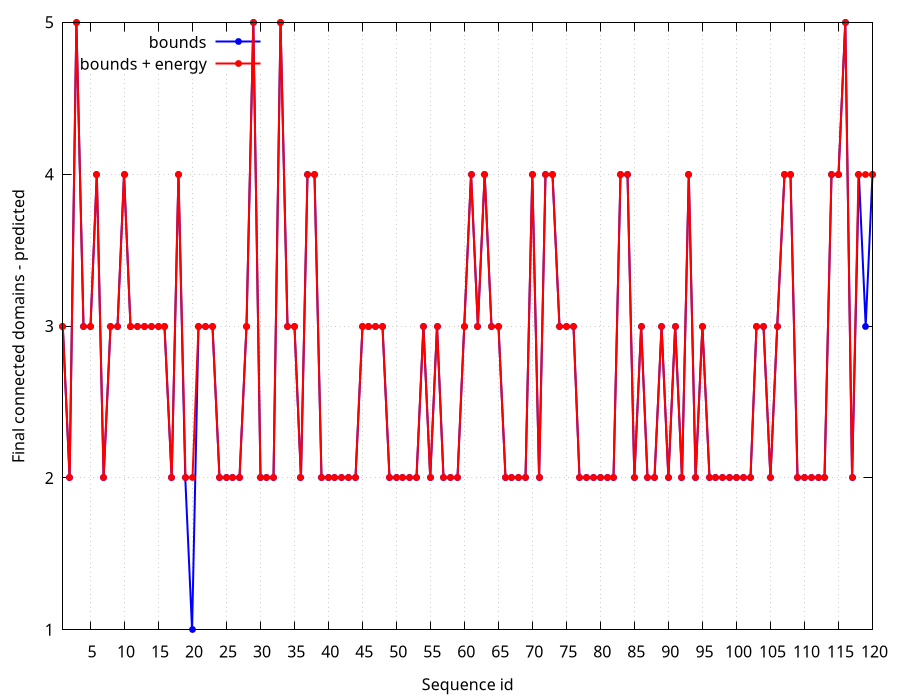 5
bounds
bounds + energy
4
3
2
1
Final connected domains - predicted
5 10 15 20 25 30 35 40 45 50 55 60 65 70 75 80 85 90 95 100 105 110 115 120
Sequence id